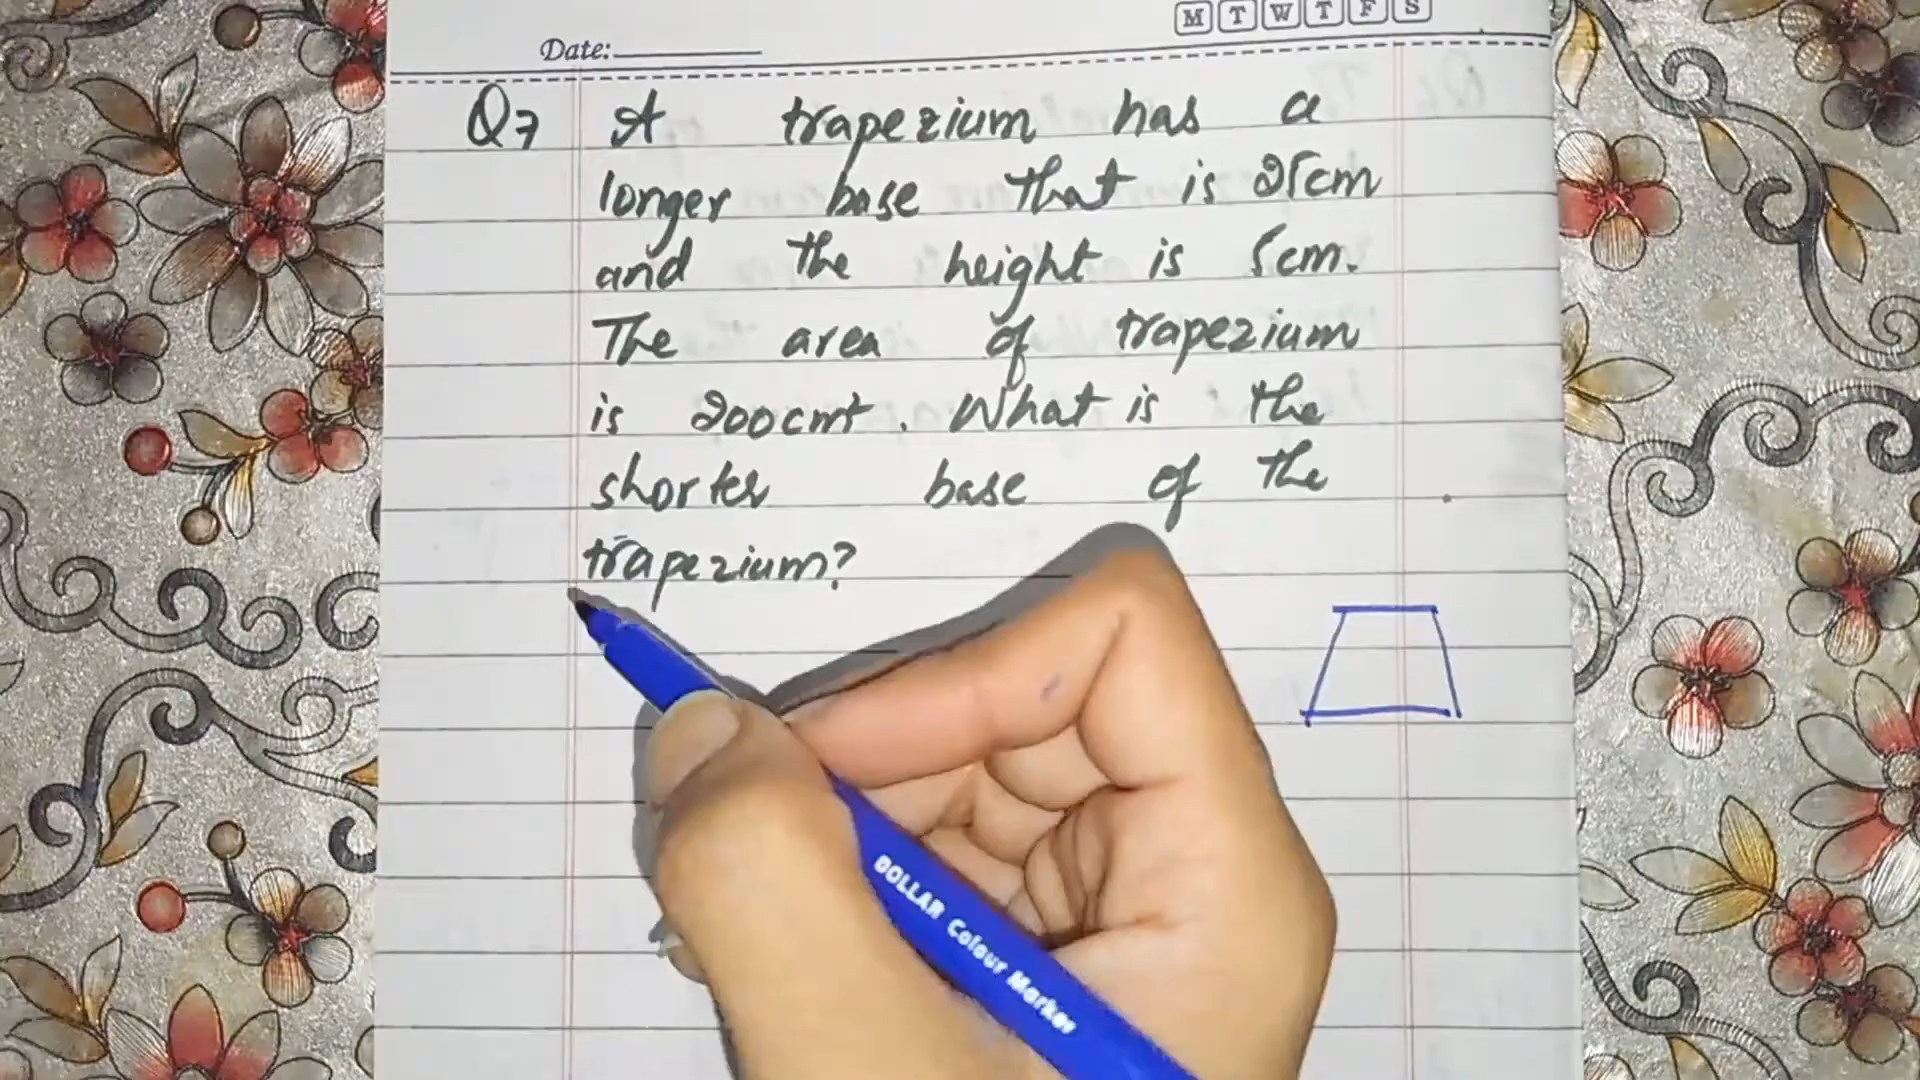 M T W T F S
Date:
Q7 A trapezium has a
longer base that is 25cm
and the height is 5cm.
The area of trapezium
is 200cm². What is the
shorter base of the
trapezium?
DOLLAR Colour Marker